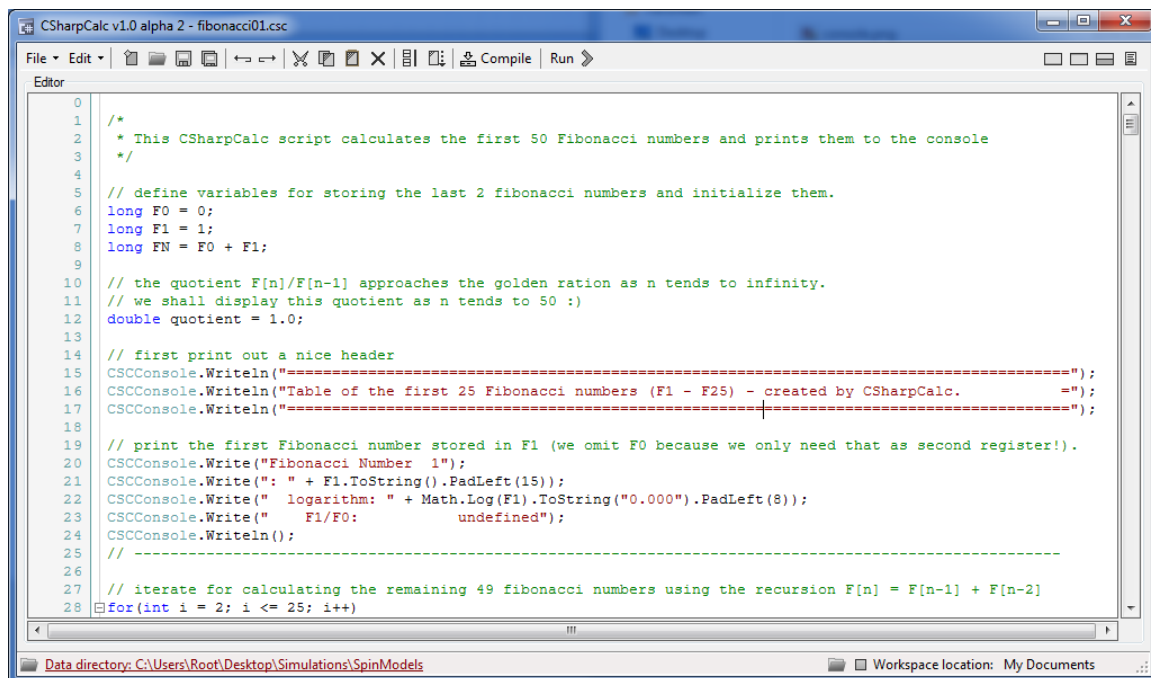 CSharpCalc v1.0 alpha 2 - fibonacci01.csc
File Edit Compile Run
Editor
0
1 /*
2 * This CSharpCalc script calculates the first 50 Fibonacci numbers and prints them to the console
3 */
4
5 // define variables for storing the last 2 fibonacci numbers and initialize them.
6 long F0 = 0;
7 long F1 = 1;
8 long FN = F0 + F1;
9
10 // the quotient F[n]/F[n-1] approaches the golden ration as n tends to infinity.
11 // we shall display this quotient as n tends to 50 :)
12 double quotient = 1.0;
13
14 // first print out a nice header
15 CSCConsole.Writeln("======================================================================================");
16 CSCConsole.Writeln("Table of the first 25 Fibonacci numbers (F1 - F25) - created by CSharpCalc.           =");
17 CSCConsole.Writeln("======================================================================================");
18
19 // print the first Fibonacci number stored in F1 (we omit F0 because we only need that as second register!).
20 CSCConsole.Write("Fibonacci Number  1");
21 CSCConsole.Write(": " + F1.ToString().PadLeft(15));
22 CSCConsole.Write("  logarithm: " + Math.Log(F1).ToString("0.000").PadLeft(8));
23 CSCConsole.Write("    F1/F0:           undefined");
24 CSCConsole.Writeln();
25 // -------------------------------------------------------------------------------------------------------
26
27 // iterate for calculating the remaining 49 fibonacci numbers using the recursion F[n] = F[n-1] + F[n-2]
28 for(int i = 2; i <= 25; i++)
Data directory: C:\Users\Root\Desktop\Simulations\SpinModels Workspace location: My Documents